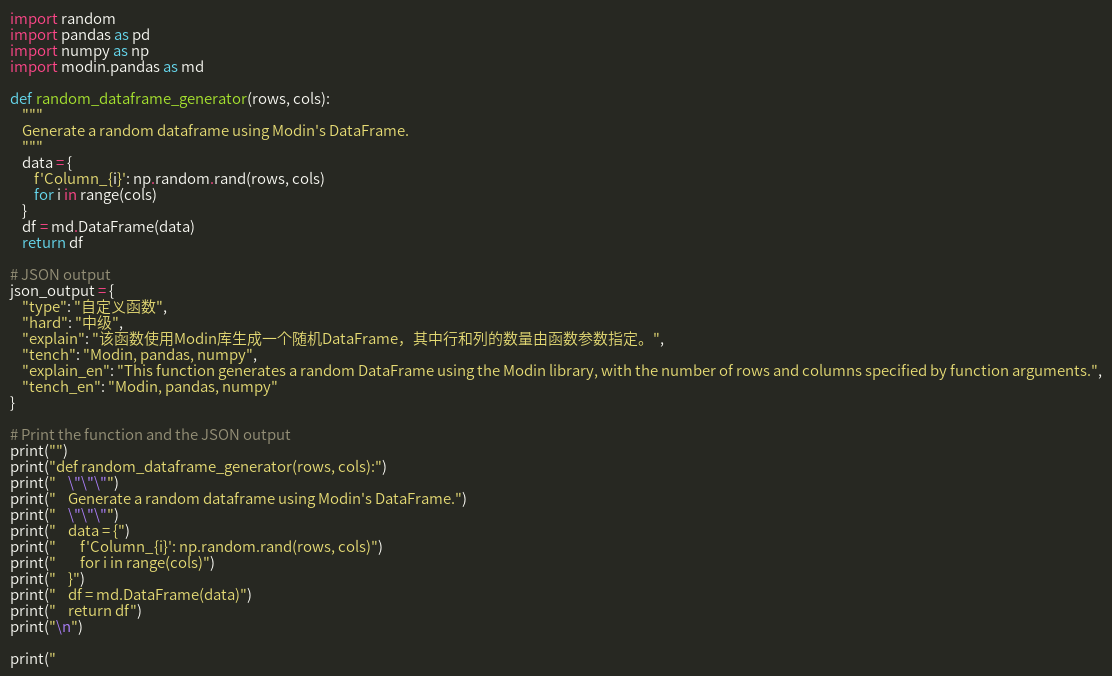 import random
import pandas as pd
import numpy as np
import modin.pandas as md

def random_dataframe_generator(rows, cols):
    """
    Generate a random dataframe using Modin's DataFrame.
    """
    data = {
        f'Column_{i}': np.random.rand(rows, cols)
        for i in range(cols)
    }
    df = md.DataFrame(data)
    return df

# JSON output
json_output = {
    "type": "自定义函数",
    "hard": "中级",
    "explain": "该函数使用Modin库生成一个随机DataFrame，其中行和列的数量由函数参数指定。",
    "tench": "Modin, pandas, numpy",
    "explain_en": "This function generates a random DataFrame using the Modin library, with the number of rows and columns specified by function arguments.",
    "tench_en": "Modin, pandas, numpy"
}

# Print the function and the JSON output
print("")
print("def random_dataframe_generator(rows, cols):")
print("    \"\"\"")
print("    Generate a random dataframe using Modin's DataFrame.")
print("    \"\"\"")
print("    data = {")
print("        f'Column_{i}': np.random.rand(rows, cols)")
print("        for i in range(cols)")
print("    }")
print("    df = md.DataFrame(data)")
print("    return df")
print("\n")

print("